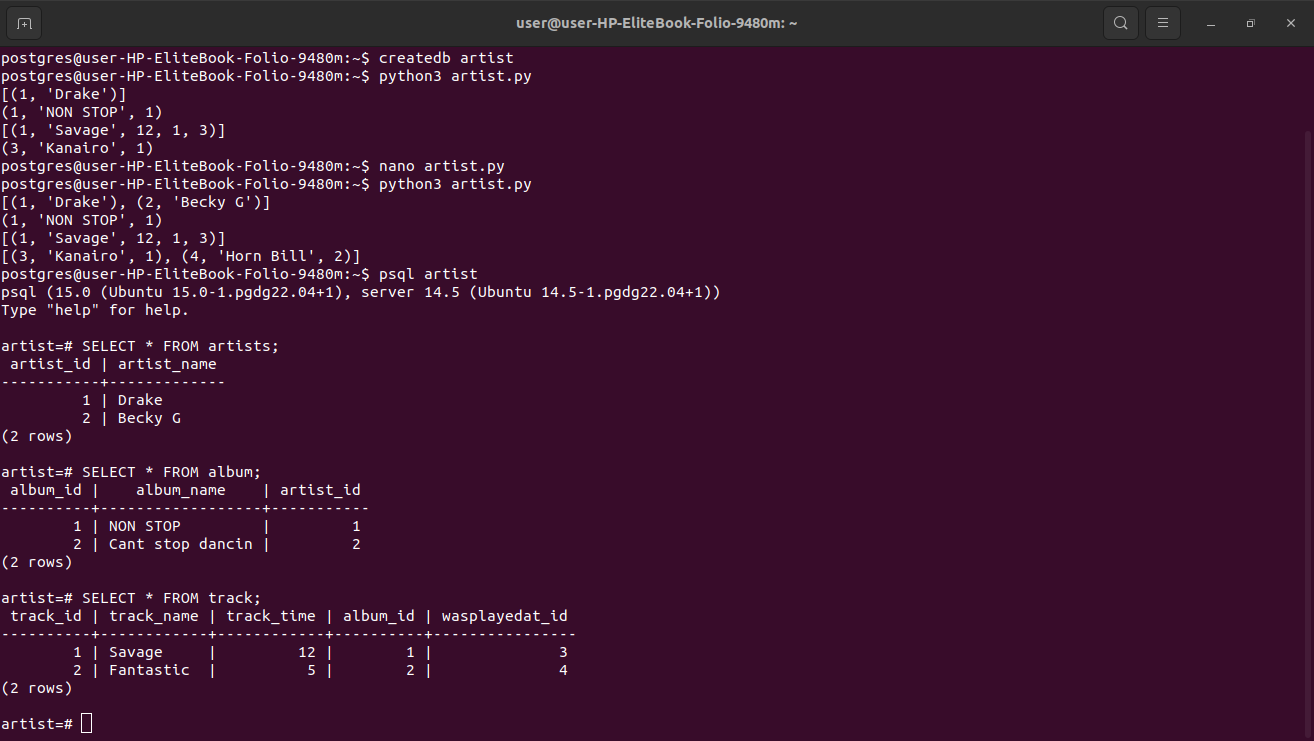 user@user-HP-EliteBook-Folio-9480m: ~
postgres@user-HP-EliteBook-Folio-9480m:~$ createdb artist
postgres@user-HP-EliteBook-Folio-9480m:~$ python3 artist.py
[(1, 'Drake')]
(1, 'NON STOP', 1)
[(1, 'Savage', 12, 1, 3)]
(3, 'Kanairo', 1)
postgres@user-HP-EliteBook-Folio-9480m:~$ nano artist.py
postgres@user-HP-EliteBook-Folio-9480m:~$ python3 artist.py
[(1, 'Drake'), (2, 'Becky G')]
(1, 'NON STOP', 1)
[(1, 'Savage', 12, 1, 3)]
[(3, 'Kanairo', 1), (4, 'Horn Bill', 2)]
postgres@user-HP-EliteBook-Folio-9480m:~$ psql artist
psql (15.0 (Ubuntu 15.0-1.pgdg22.04+1), server 14.5 (Ubuntu 14.5-1.pgdg22.04+1))
Type "help" for help.

artist=# SELECT * FROM artists;
 artist_id | artist_name
-----------+-------------
         1 | Drake
         2 | Becky G
(2 rows)

artist=# SELECT * FROM album;
 album_id |    album_name    | artist_id
----------+------------------+-----------
        1 | NON STOP         |         1
        2 | Cant stop dancin |         2
(2 rows)

artist=# SELECT * FROM track;
 track_id | track_name | track_time | album_id | wasplayedat_id
----------+------------+------------+----------+----------------
        1 | Savage     |         12 |        1 |              3
        2 | Fantastic  |          5 |        2 |              4
(2 rows)

artist=#